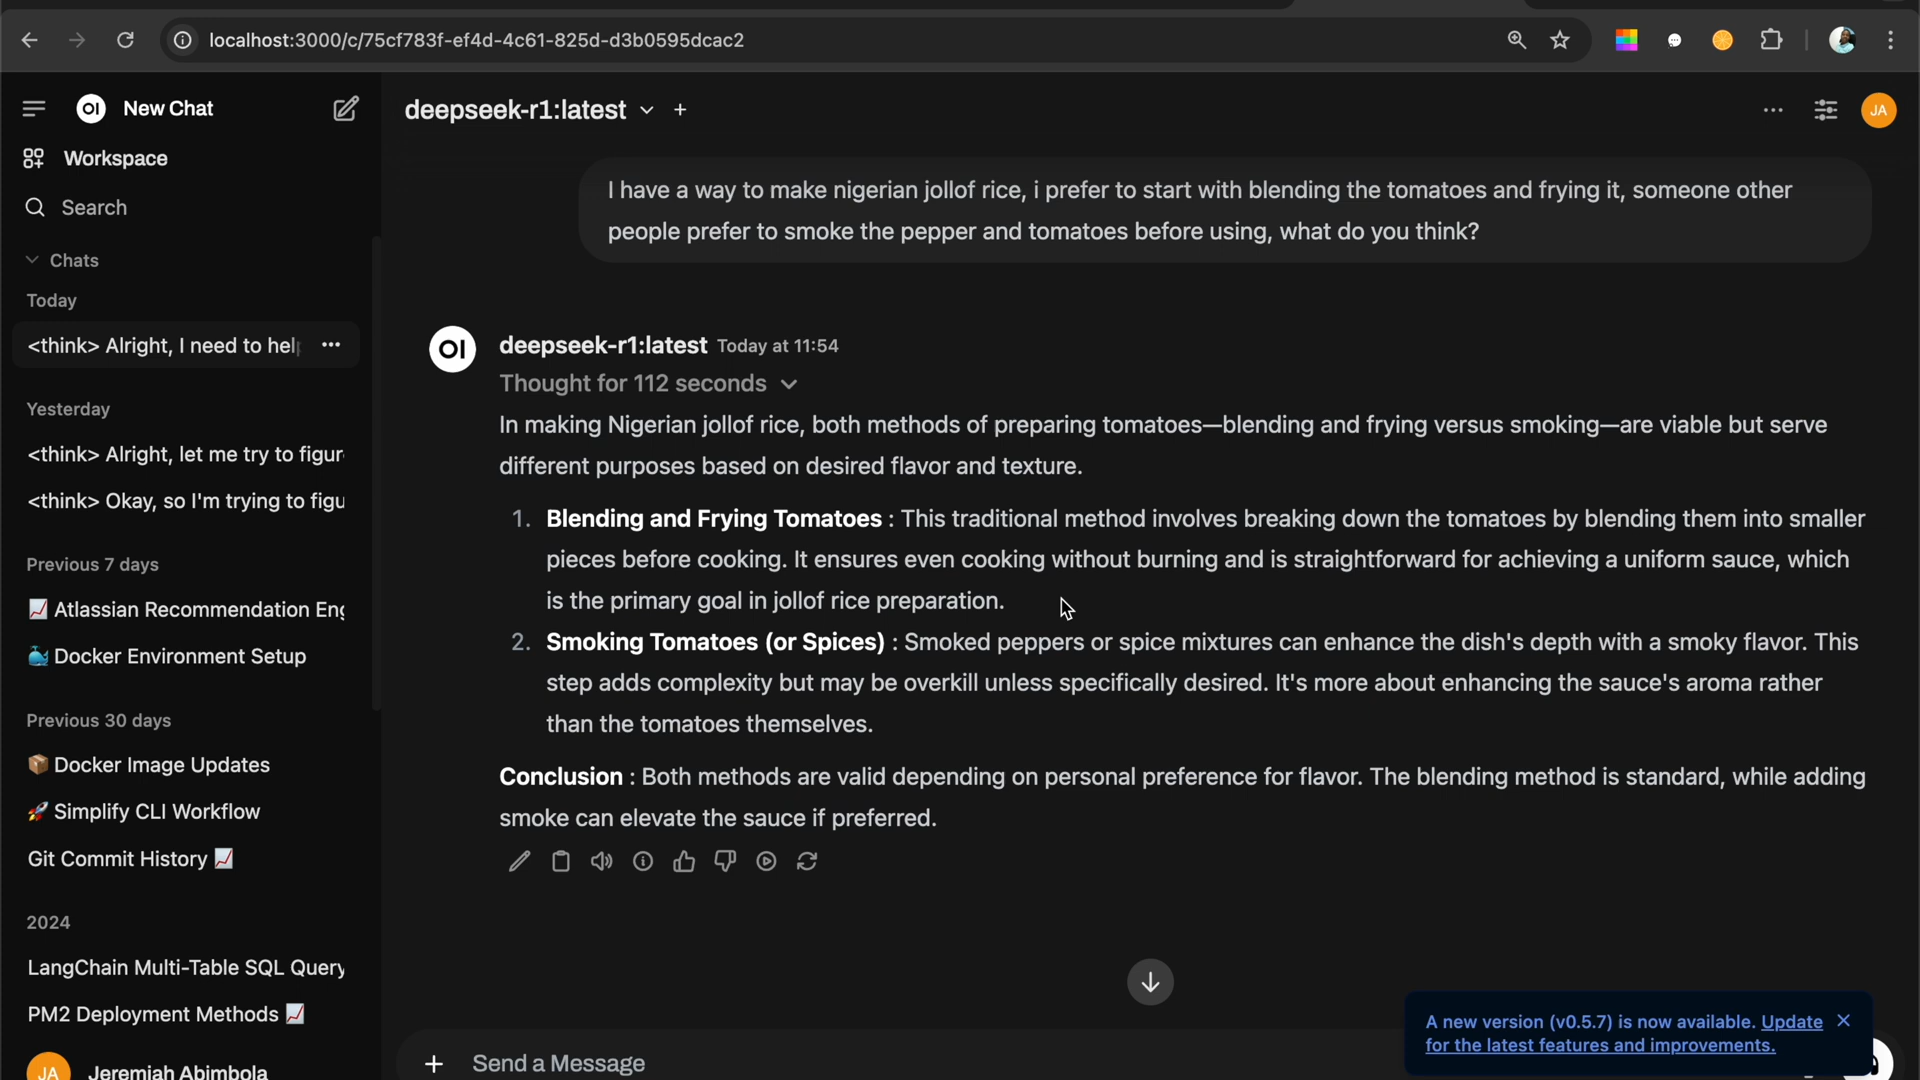 localhost:3000/c/75cf783f-ef4d-4c61-825d-d3b0595dcac2
OI New Chat
Workspace
Search
Chats
Today
<think> Alright, I need to hel
Yesterday
<think> Alright, let me try to figur
<think> Okay, so I'm trying to figu
Previous 7 days
📈 Atlassian Recommendation Eng
🐳 Docker Environment Setup
Previous 30 days
📦 Docker Image Updates
🚀 Simplify CLI Workflow
Git Commit History 📈
2024
LangChain Multi-Table SQL Query
PM2 Deployment Methods 📈
JA Jeremiah Abimbola
deepseek-r1:latest
JA
I have a way to make nigerian jollof rice, i prefer to start with blending the tomatoes and frying it, someone other
people prefer to smoke the pepper and tomatoes before using, what do you think?
OI deepseek-r1:latest Today at 11:54
Thought for 112 seconds
In making Nigerian jollof rice, both methods of preparing tomatoes—blending and frying versus smoking—are viable but serve
different purposes based on desired flavor and texture.
1. Blending and Frying Tomatoes : This traditional method involves breaking down the tomatoes by blending them into smaller
pieces before cooking. It ensures even cooking without burning and is straightforward for achieving a uniform sauce, which
is the primary goal in jollof rice preparation.
2. Smoking Tomatoes (or Spices) : Smoked peppers or spice mixtures can enhance the dish's depth with a smoky flavor. This
step adds complexity but may be overkill unless specifically desired. It's more about enhancing the sauce's aroma rather
than the tomatoes themselves.
Conclusion : Both methods are valid depending on personal preference for flavor. The blending method is standard, while adding
smoke can elevate the sauce if preferred.
Send a Message
A new version (v0.5.7) is now available. Update
for the latest features and improvements.